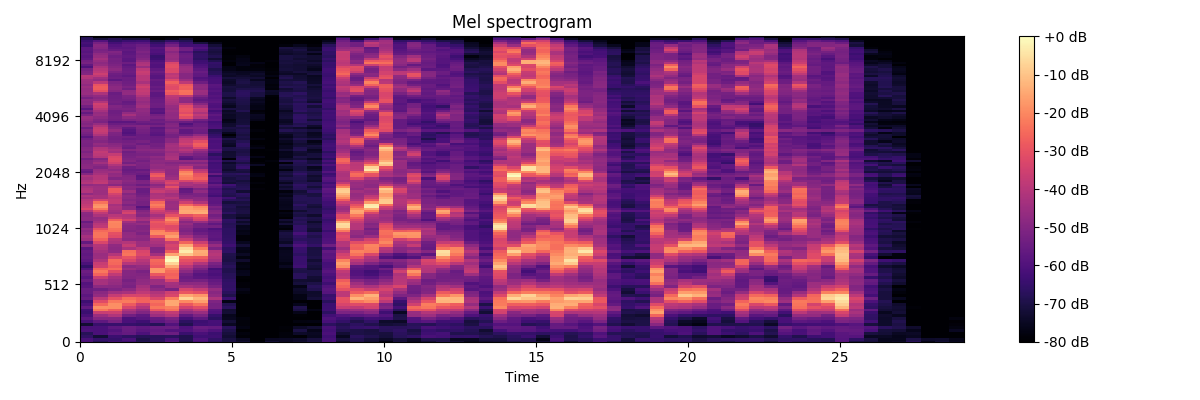 Mel spectrogram
8192
4096
2048
1024
512
0
Hz
0 5 10 15 20 25
Time
+0 dB
-10 dB
-20 dB
-30 dB
-40 dB
-50 dB
-60 dB
-70 dB
-80 dB